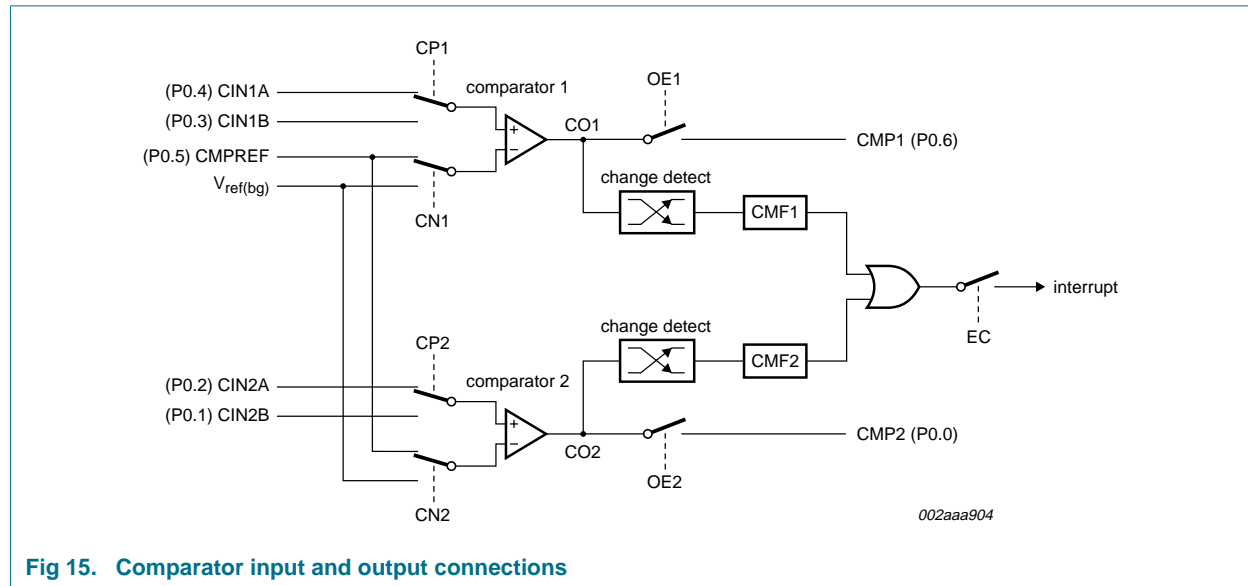 CP1
OE1
comparator 1
(P0.4) CIN1A
(P0.3) CIN1B
+
−
CO1
CMP1 (P0.6)
(P0.5) CMPREF
Vref(bg)
change detect
CMF1
CN1
interrupt
EC
change detect
CMF2
CP2
comparator 2
(P0.2) CIN2A
(P0.1) CIN2B
+
−
CO2
CMP2 (P0.0)
OE2
CN2
002aaa904
Fig 15. Comparator input and output connections